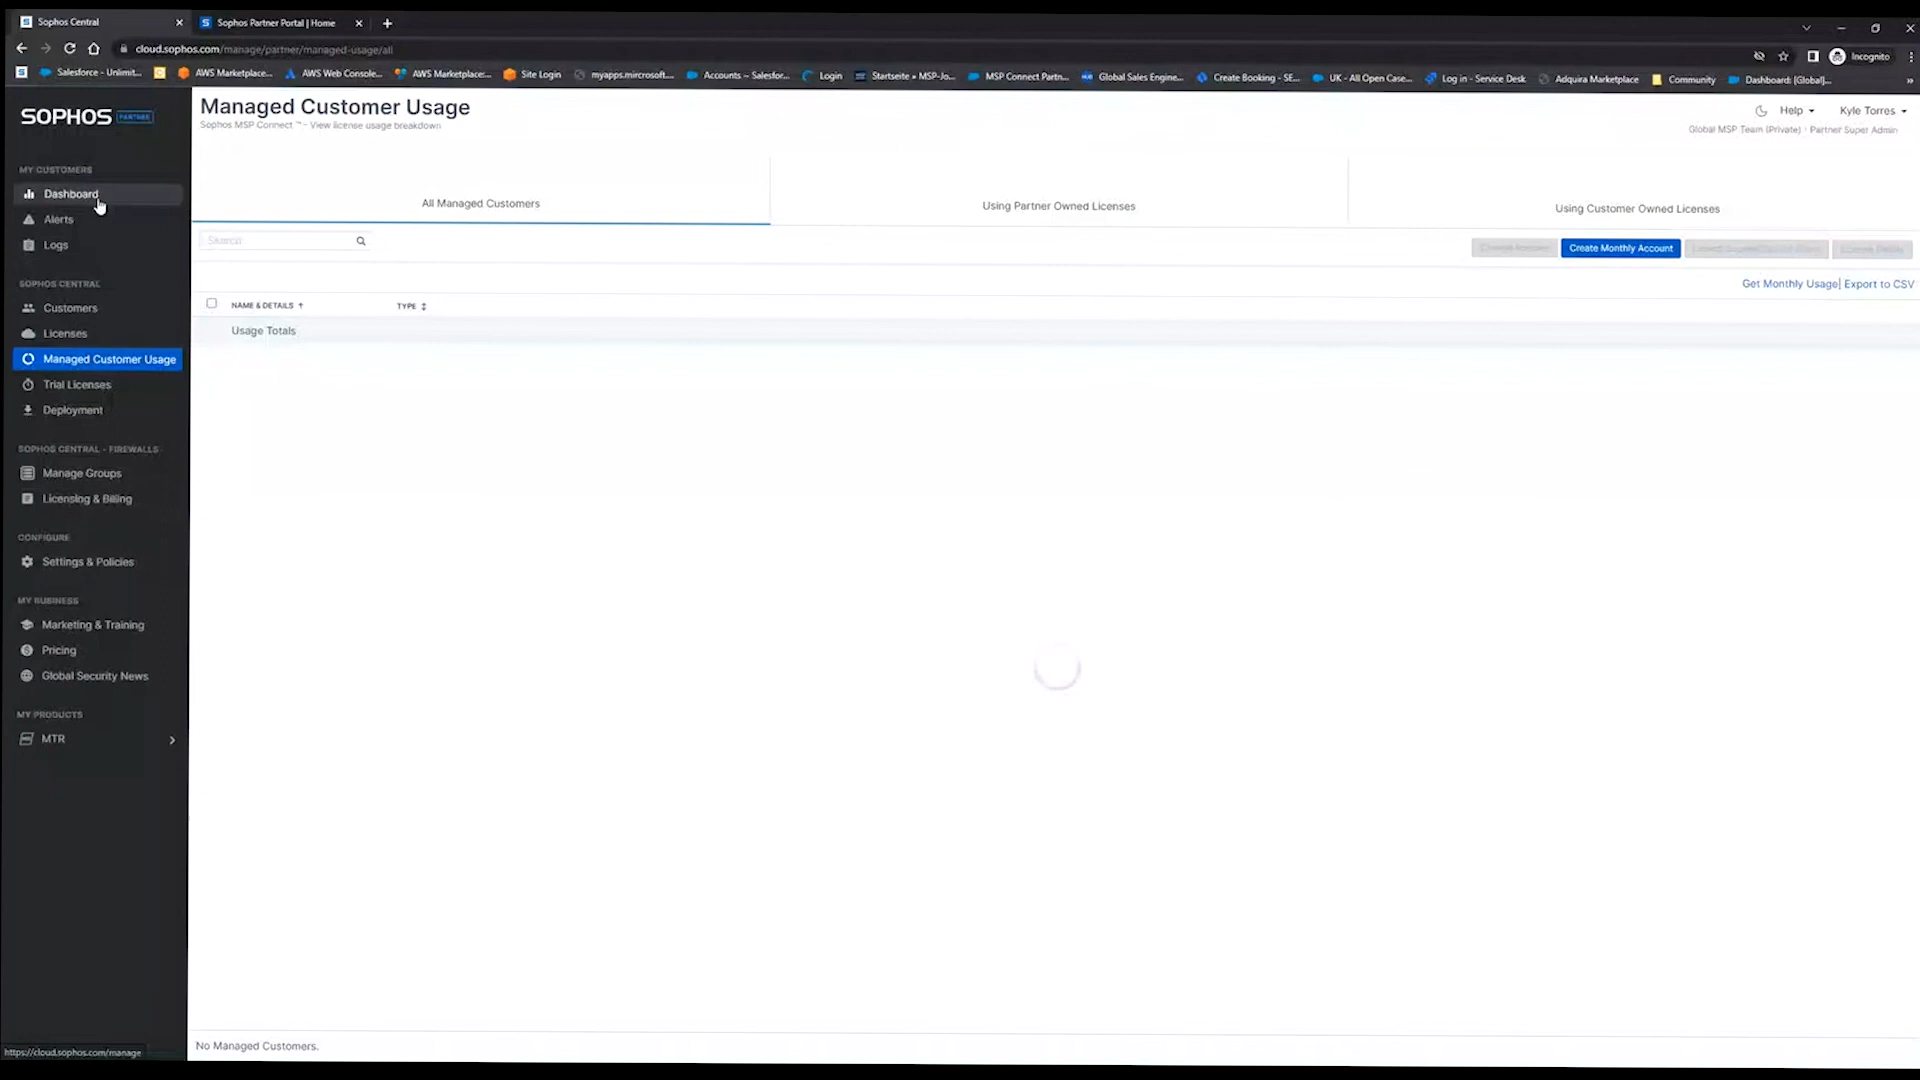 Sophos Central
Sophos Partner Portal | Home
cloud.sophos.com/manage/partner/managed-usage/all
Incognito
Salesforce - Unlimit...
AWS Marketplace...
AWS Web Console...
AWS Marketplace:...
Site Login
myapps.mircrosoft....
Accounts ~ Salesfor...
Login
Startseite » MSP-Jo...
MSP Connect Partn...
Global Sales Engine...
Create Booking - SE...
UK - All Open Case...
Log in - Service Desk
Adquira Marketplace
Community
Dashboard: [Global]...
»
SOPHOS PARTNER
Managed Customer Usage
Sophos MSP Connect ™ - View license usage breakdown
Help
Kyle Torres
Global MSP Team (Private) · Partner Super Admin
MY CUSTOMERS
Dashboard
Alerts
Logs
SOPHOS CENTRAL
Customers
Licenses
Managed Customer Usage
Trial Licenses
Deployment
SOPHOS CENTRAL - FIREWALLS
Manage Groups
Licensing & Billing
CONFIGURE
Settings & Policies
MY BUSINESS
Marketing & Training
Pricing
Global Security News
MY PRODUCTS
MTR
All Managed Customers
Using Partner Owned Licenses
Using Customer Owned Licenses
Search
Create Monthly Account
Get Monthly Usage| Export to CSV
NAME & DETAILS
TYPE
Usage Totals
No Managed Customers.
https://cloud.sophos.com/manage